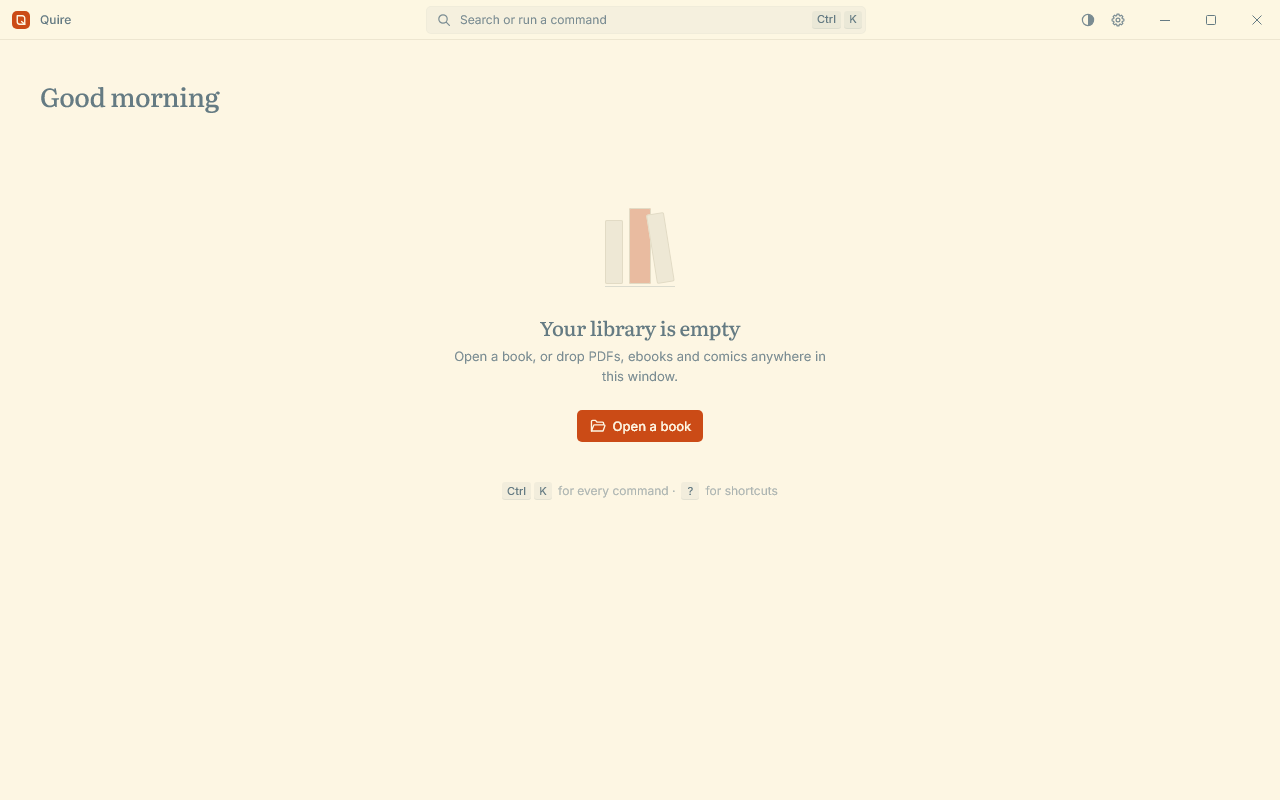 Quire
Search or run a command
Ctrl K
Good morning
Your library is empty
Open a book, or drop PDFs, ebooks and comics anywhere in
this window.
Open a book
Ctrl K for every command · ? for shortcuts